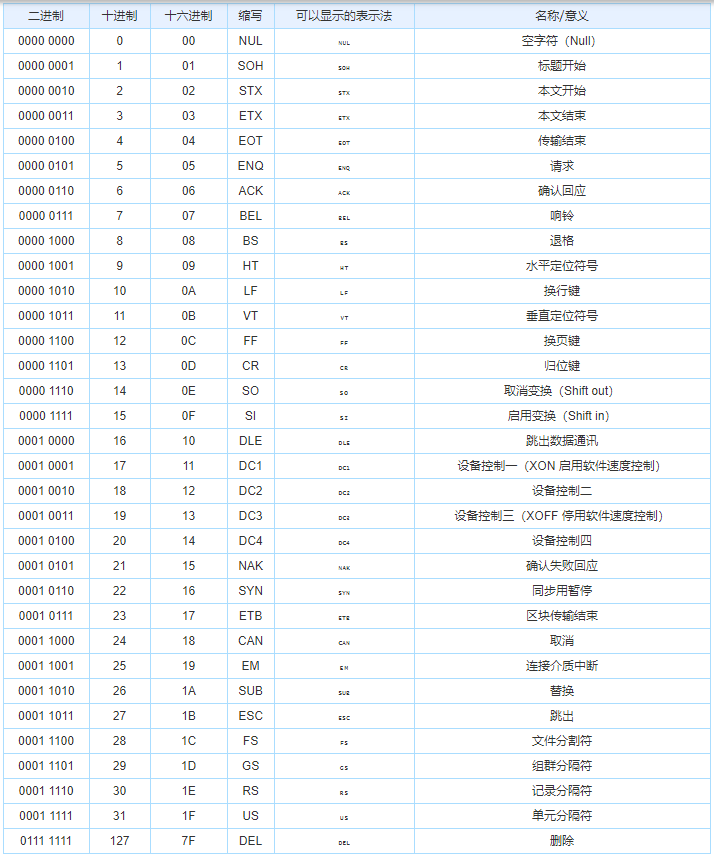 二进制 十进制 十六进制 缩写 可以显示的表示法 名称/意义
0000 0000 0 00 NUL NUL 空字符（Null）
0000 0001 1 01 SOH SOH 标题开始
0000 0010 2 02 STX STX 本文开始
0000 0011 3 03 ETX ETX 本文结束
0000 0100 4 04 EOT EOT 传输结束
0000 0101 5 05 ENQ ENQ 请求
0000 0110 6 06 ACK ACK 确认回应
0000 0111 7 07 BEL BEL 响铃
0000 1000 8 08 BS BS 退格
0000 1001 9 09 HT HT 水平定位符号
0000 1010 10 0A LF LF 换行键
0000 1011 11 0B VT VT 垂直定位符号
0000 1100 12 0C FF FF 换页键
0000 1101 13 0D CR CR 归位键
0000 1110 14 0E SO SO 取消变换（Shift out）
0000 1111 15 0F SI SI 启用变换（Shift in）
0001 0000 16 10 DLE DLE 跳出数据通讯
0001 0001 17 11 DC1 DC1 设备控制一（XON 启用软件速度控制）
0001 0010 18 12 DC2 DC2 设备控制二
0001 0011 19 13 DC3 设备控制三（XOFF 停用软件速度控制）
0001 0100 20 14 DC4 DC4 设备控制四
0001 0101 21 15 NAK NAK 确认失败回应
0001 0110 22 16 SYN SYN 同步用暂停
0001 0111 23 17 ETB ETB 区块传输结束
0001 1000 24 18 CAN CAN 取消
0001 1001 25 19 EM EM 连接介质中断
0001 1010 26 1A SUB SUB 替换
0001 1011 27 1B ESC ESC 跳出
0001 1100 28 1C FS FS 文件分割符
0001 1101 29 1D GS GS 组群分隔符
0001 1110 30 1E RS RS 记录分隔符
0001 1111 31 1F US US 单元分隔符
0111 1111 127 7F DEL DEL 删除